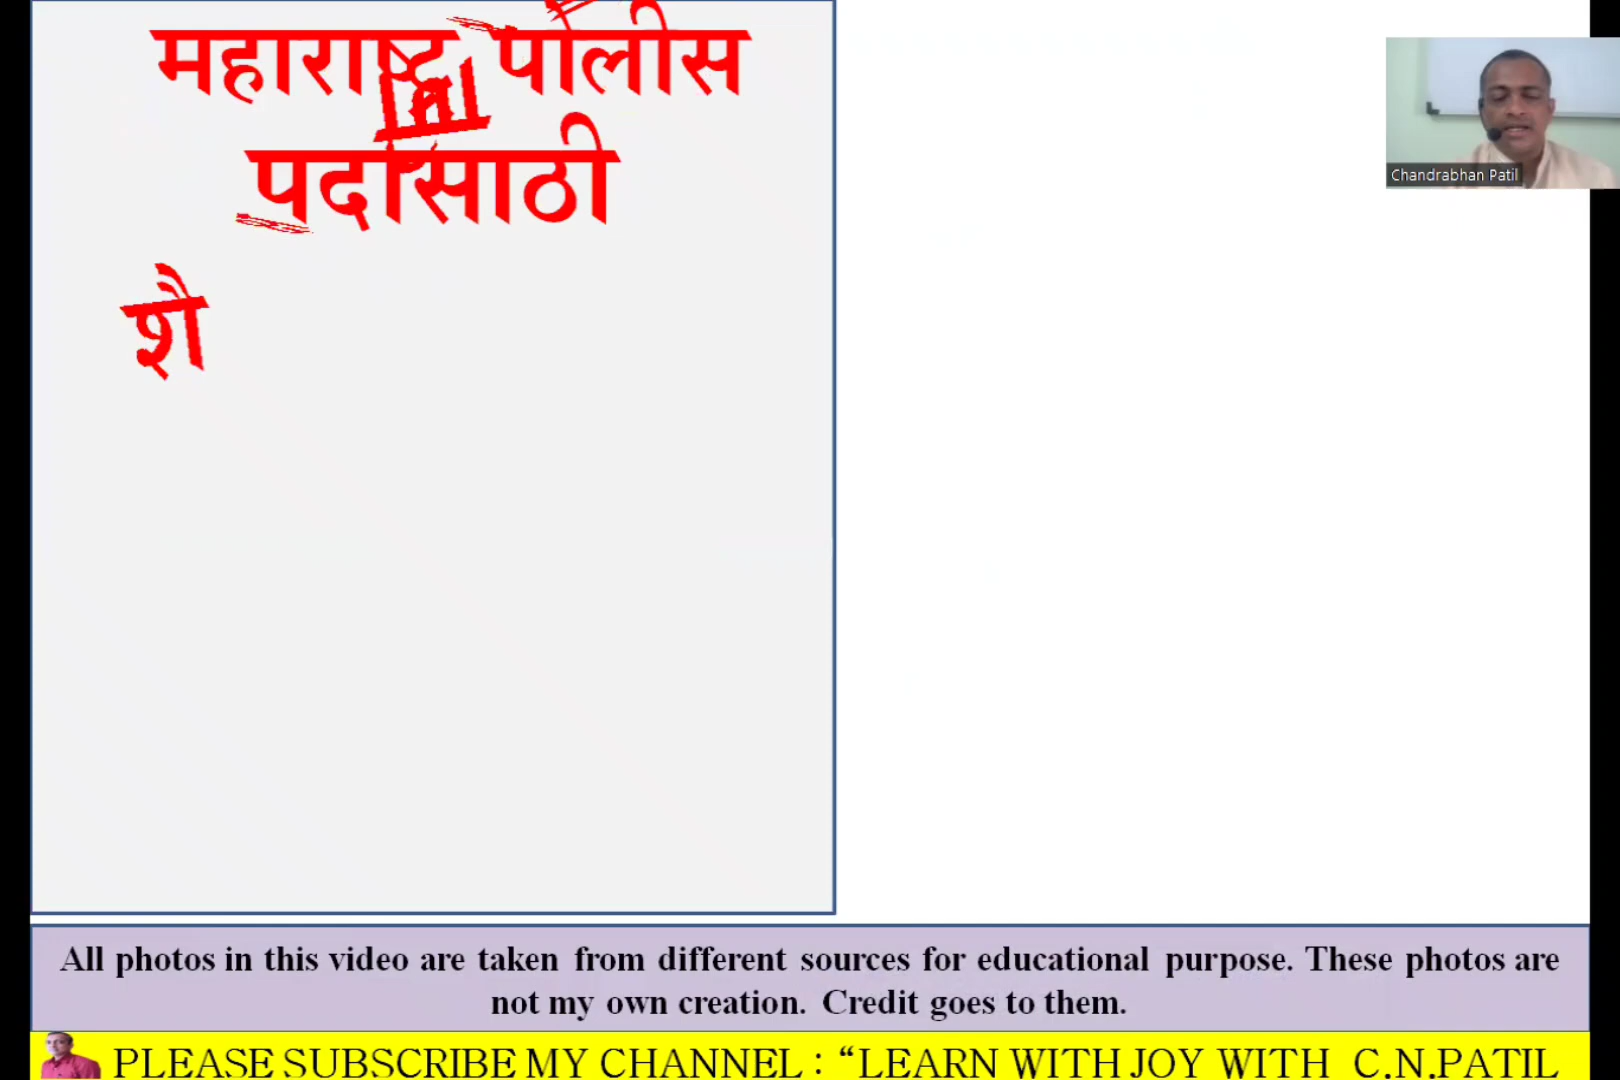 महाराष्ट्र पोलीस
पदासाठी
शै
Chandrabhan Patil
All photos in this video are taken from different sources for educational purpose. These photos are
not my own creation. Credit goes to them.
PLEASE SUBSCRIBE MY CHANNEL : “LEARN WITH JOY WITH C.N.PATIL